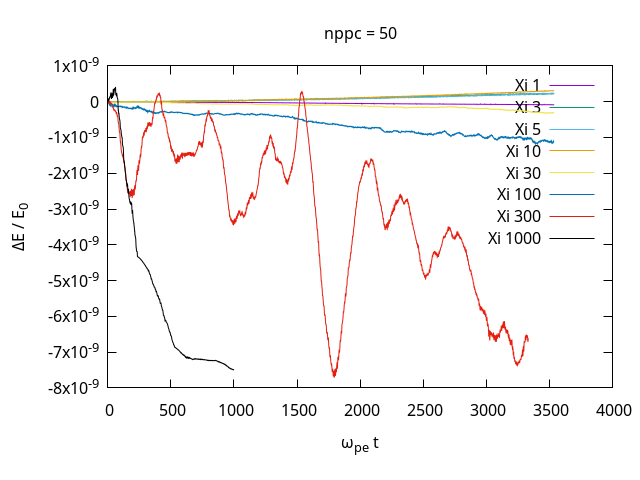 nppc = 50
1x10⁻⁹
0
-1x10⁻⁹
-2x10⁻⁹
-3x10⁻⁹
-4x10⁻⁹
-5x10⁻⁹
-6x10⁻⁹
-7x10⁻⁹
-8x10⁻⁹
ΔE / E₀
Xi 1
Xi 3
Xi 5
Xi 10
Xi 30
Xi 100
Xi 300
Xi 1000
0 500 1000 1500 2000 2500 3000 3500 4000
ωpe t